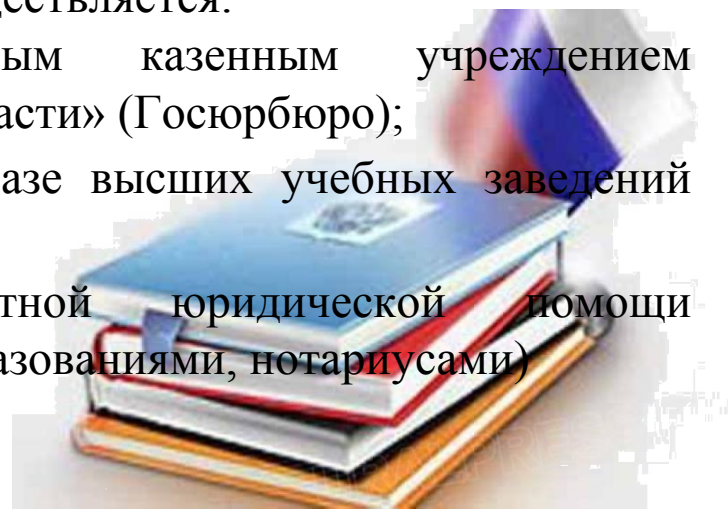 ществляется:
ым казенным учреждением
асти» (Госюрбюро);
азе высших учебных заведений
тной юридической помощи
азованиями, нотариусами)